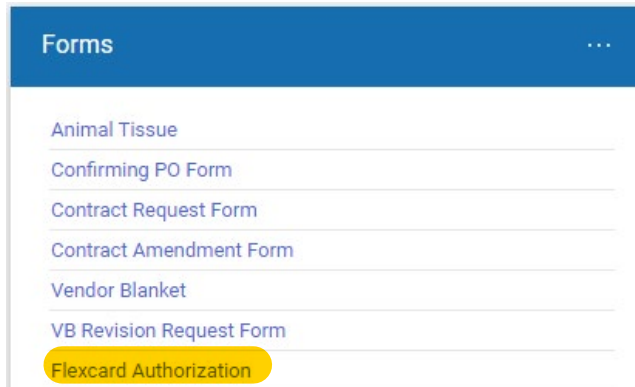 Forms ...
Animal Tissue
Confirming PO Form
Contract Request Form
Contract Amendment Form
Vendor Blanket
VB Revision Request Form
Flexcard Authorization